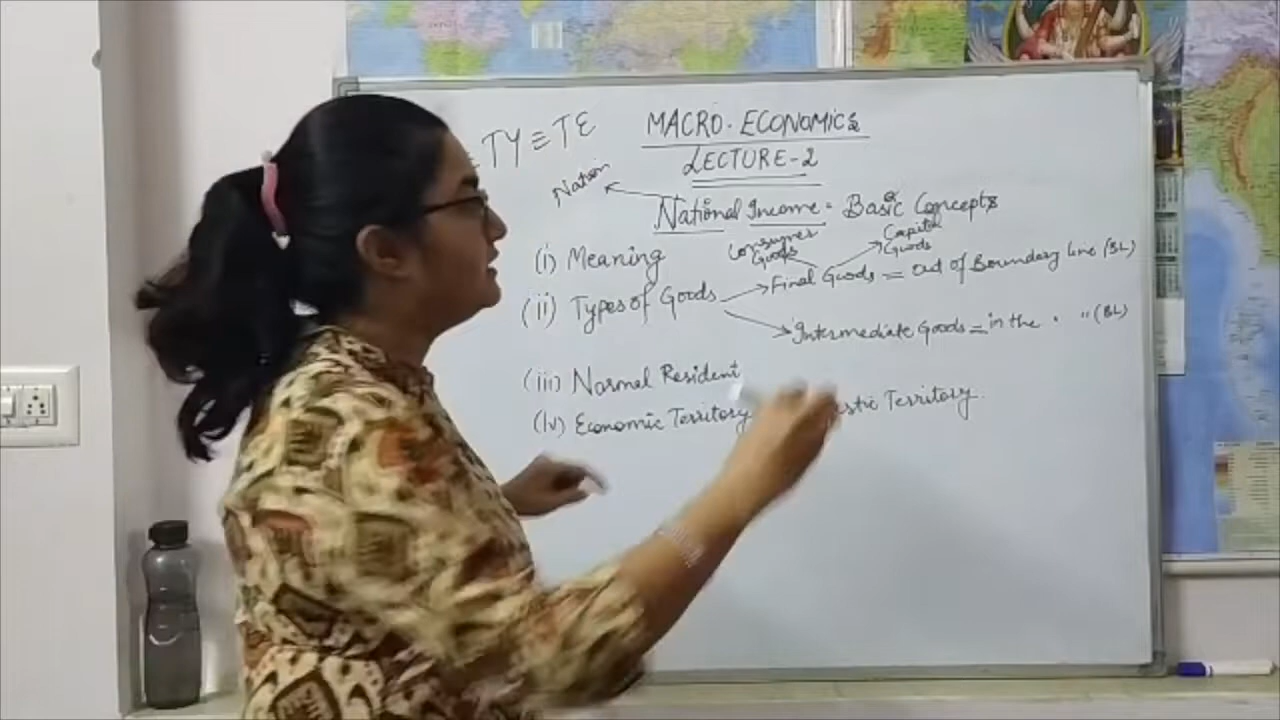 TY ≡ TE
MACRO-ECONOMICS
LECTURE-2
Nation
National Income = Basic Concepts
(i) Meaning
Consumer Goods
Capital Goods
(ii) Types of Goods
Final Goods = Out of Boundary line (BL)
Intermediate Goods = in the " " (BL)
(iii) Normal Resident
(iv) Economic Territory Territory.